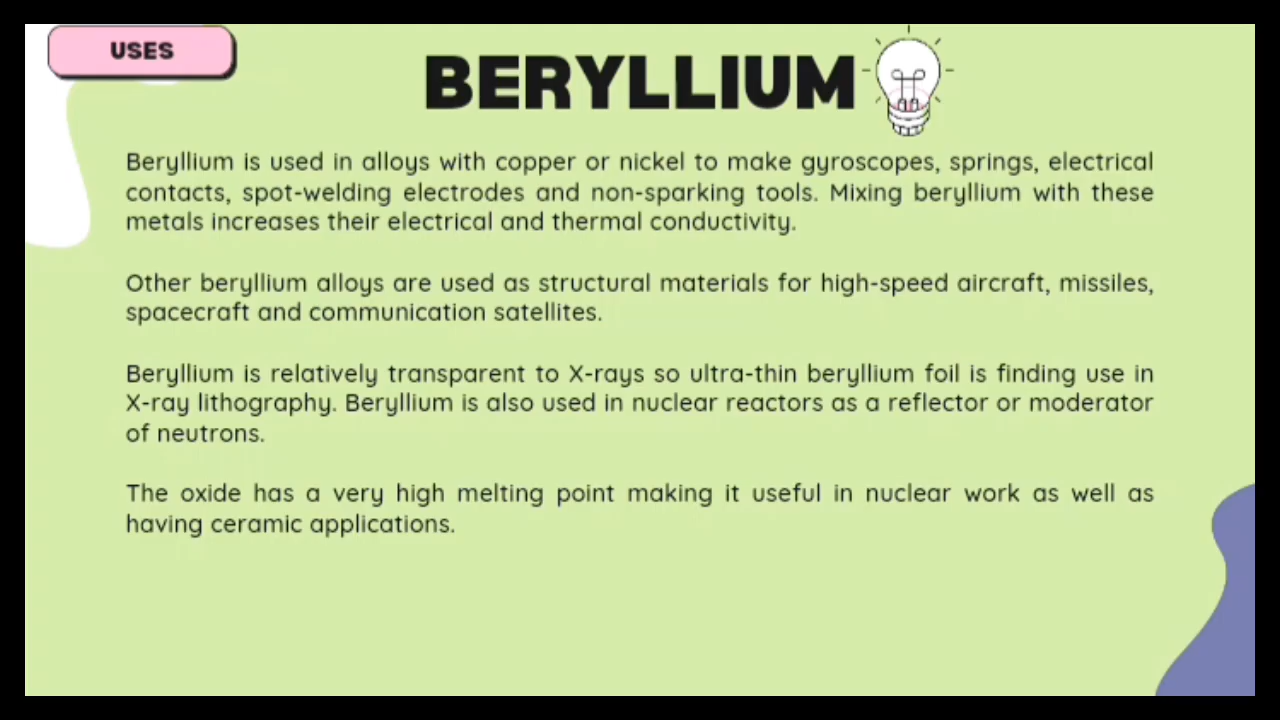 USES
BERYLLIUM
Beryllium is used in alloys with copper or nickel to make gyroscopes, springs, electrical
contacts, spot-welding electrodes and non-sparking tools. Mixing beryllium with these
metals increases their electrical and thermal conductivity.
Other beryllium alloys are used as structural materials for high-speed aircraft, missiles,
spacecraft and communication satellites.
Beryllium is relatively transparent to X-rays so ultra-thin beryllium foil is finding use in
X-ray lithography. Beryllium is also used in nuclear reactors as a reflector or moderator
of neutrons.
The oxide has a very high melting point making it useful in nuclear work as well as
having ceramic applications.